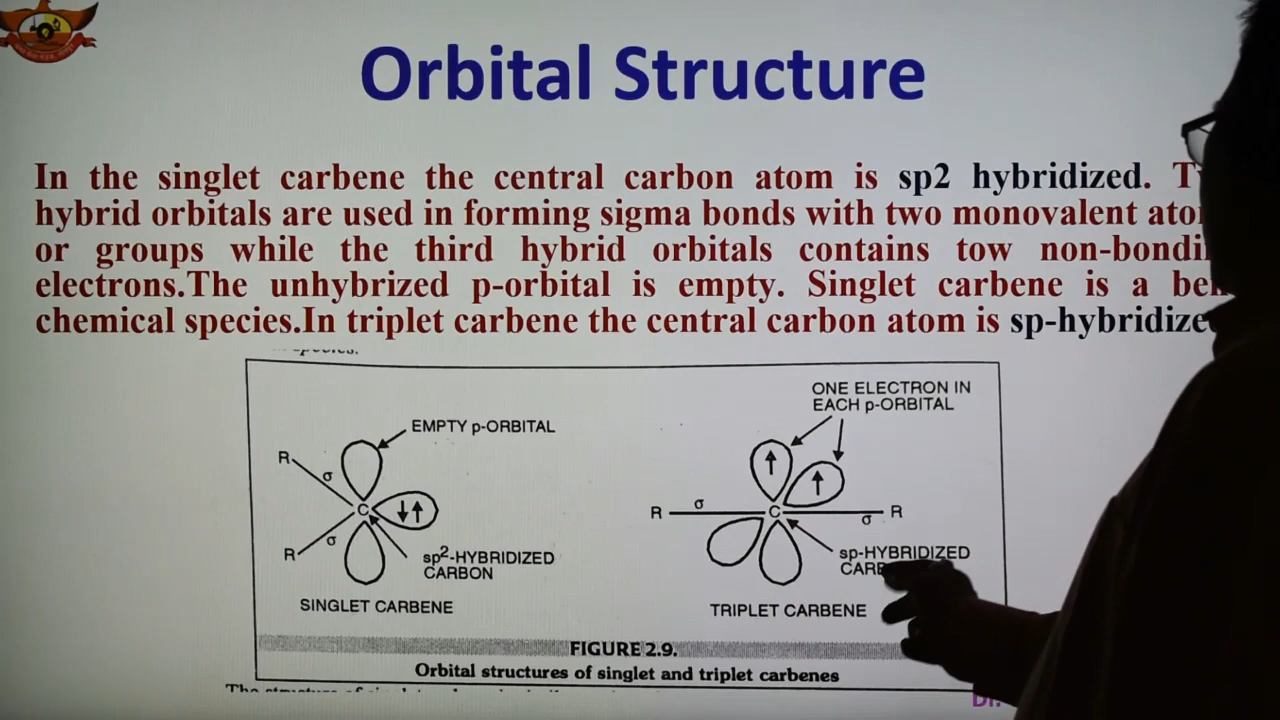 Orbital Structure
In the singlet carbene the central carbon atom is sp2 hybridized.
hybrid orbitals are used in forming sigma bonds with two monovalent
or groups while the third hybrid orbitals contains tow
electrons.The unhybrized p-orbital is empty. Singlet carbene is a
chemical species.In triplet carbene the central carbon atom is
species.
EMPTY p-ORBITAL
R
σ
C
↓↑
R
σ
sp2-HYBRIDIZED
CARBON
SINGLET CARBENE
ONE ELECTRON IN
EACH p-ORBITAL
↑
↑
R
σ
C
σ
R
sp-HYBRIDIZED
TRIPLET CARBENE
FIGURE 2.9.
Orbital structures of singlet and triplet carbenes